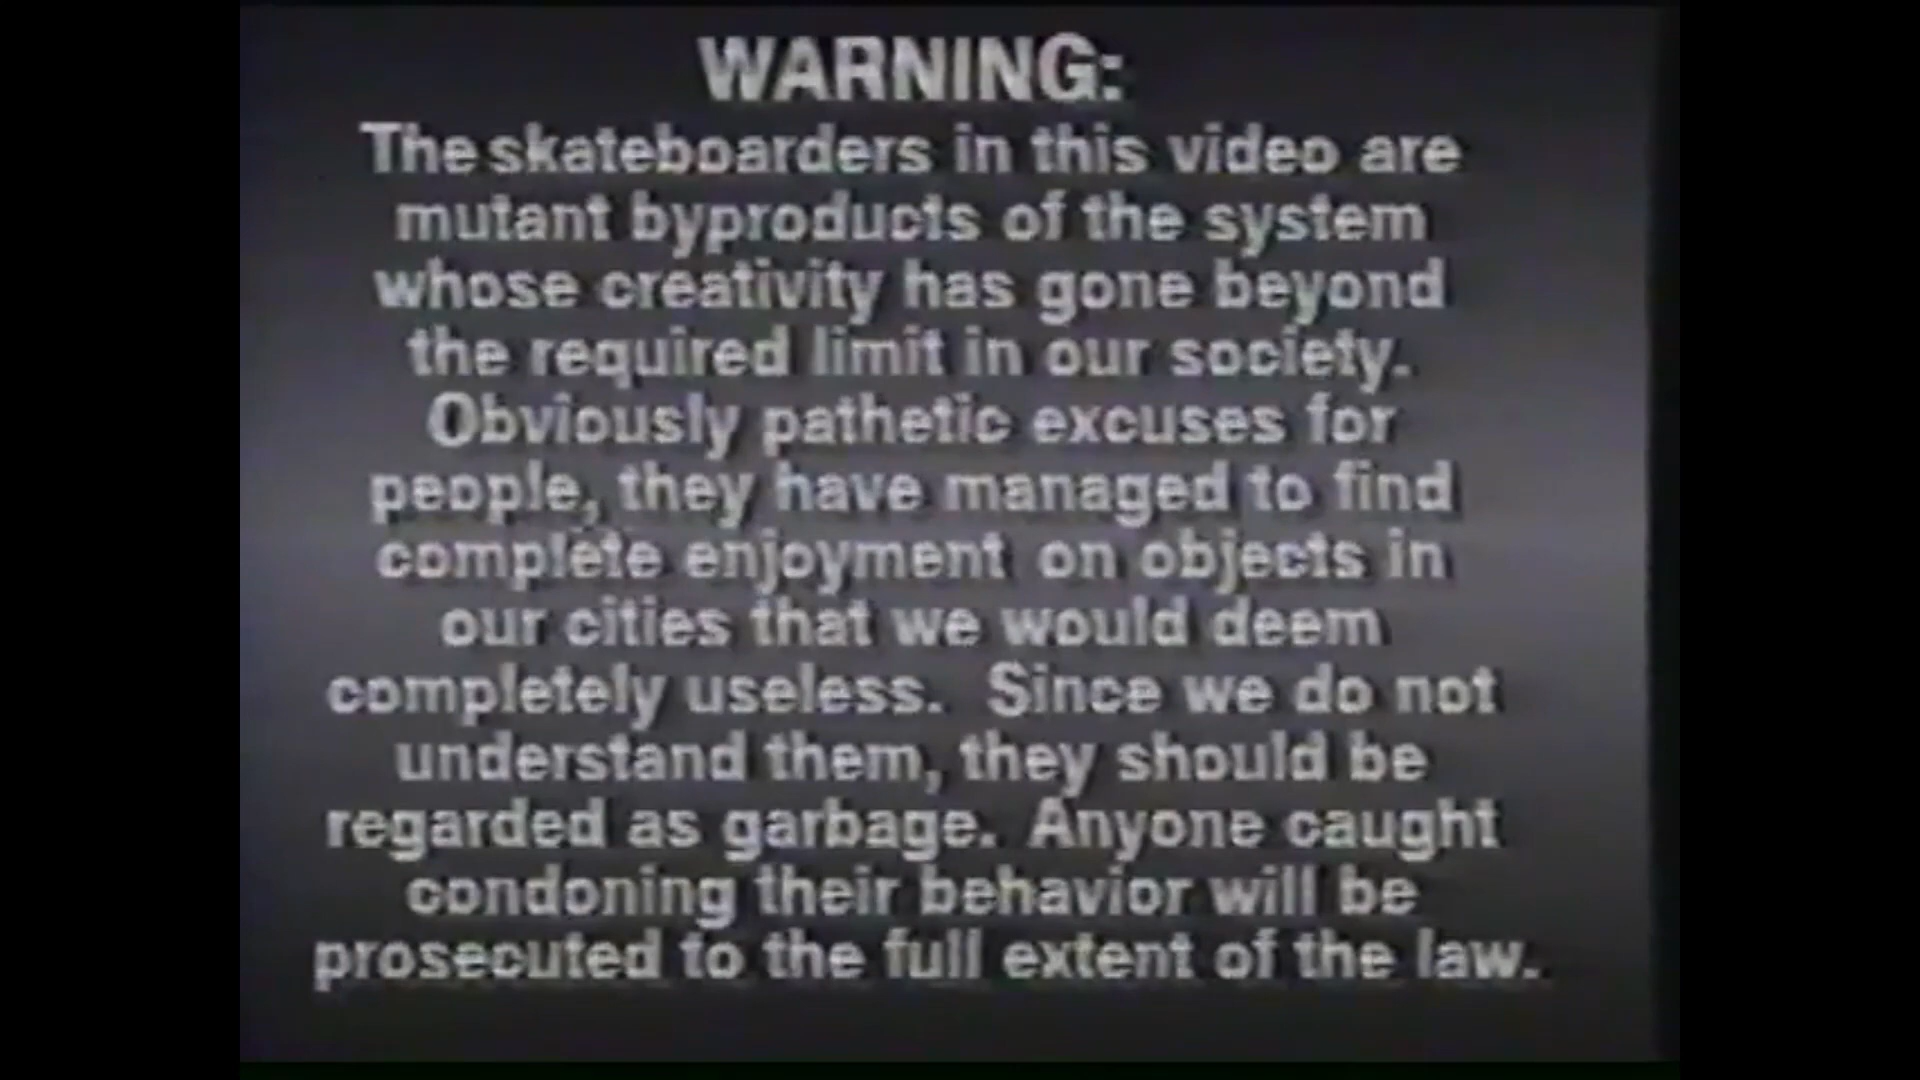 WARNING:
The skateboarders in this video are
mutant byproducts of the system
whose creativity has gone beyond
the required limit in our society.
Obviously pathetic excuses for
people, they have managed to find
complete enjoyment on objects in
our cities that we would deem
completely useless. Since we do not
understand them, they should be
regarded as garbage. Anyone caught
condoning their behavior will be
prosecuted to the full extent of the law.